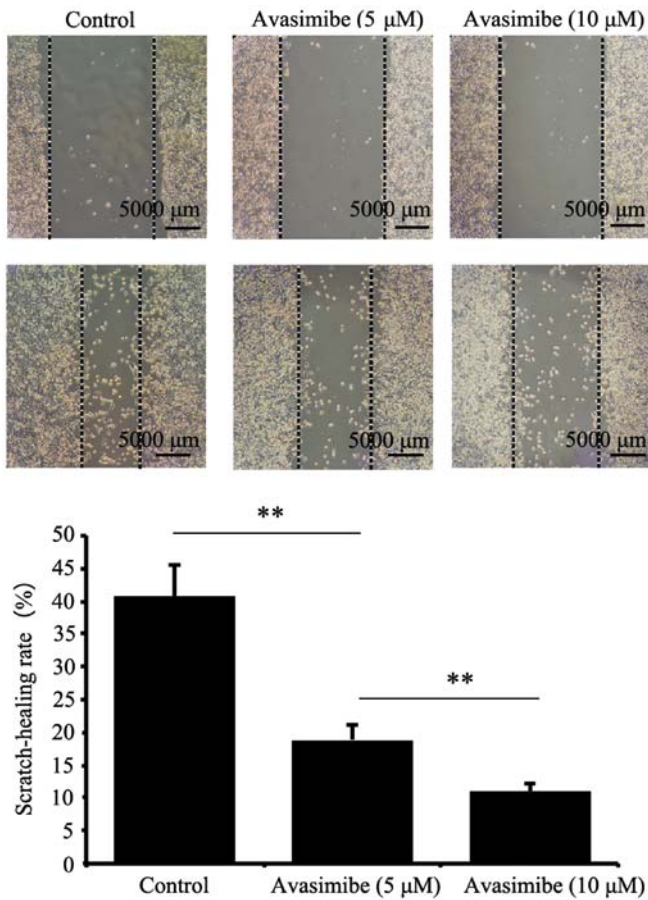 Control Avasimibe (5 μM) Avasimibe (10 μM)
5000 μm 5000 μm 5000 μm
5000 μm 5000 μm 5000 μm
Scratch-healing rate (%)
50
45
40
35
30
25
20
15
10
5
0
**
**
Control Avasimibe (5 μM) Avasimibe (10 μM)